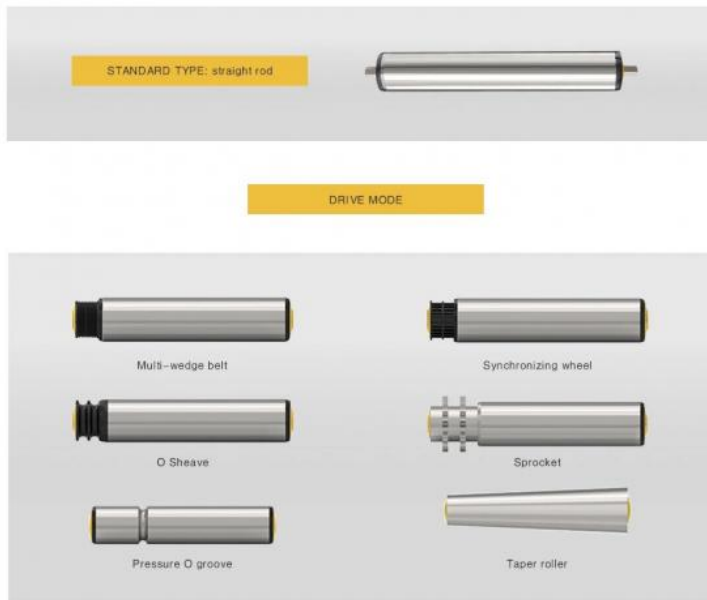 STANDARD TYPE: straight rod
DRIVE MODE
Multi-wedge belt
Synchronizing wheel
O Sheave
Sprocket
Pressure O groove
Taper roller